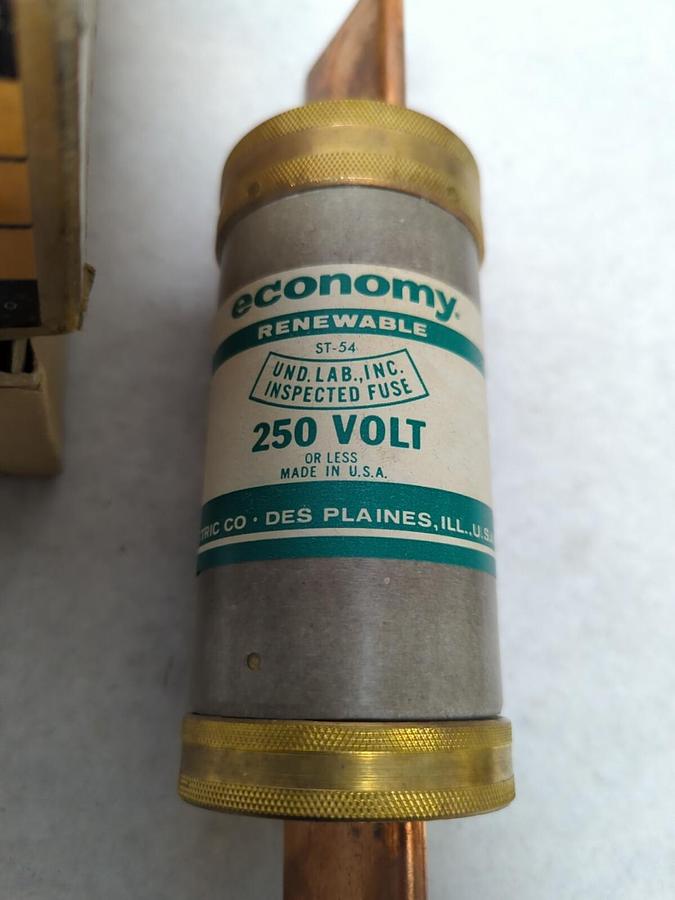 economy
RENEWABLE
ST-54
UND. LAB., INC.
INSPECTED FUSE
250 VOLT
OR LESS
MADE IN U.S.A.
TRIC CO · DES PLAINES, ILL., U.S.